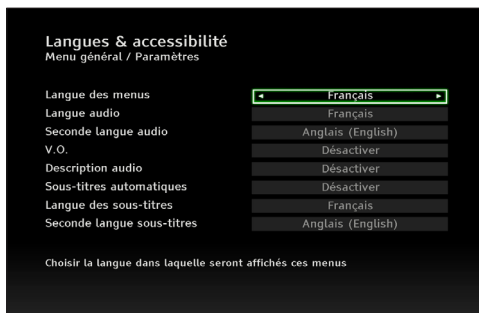 Langues & accessibilité
Menu général / Paramètres
Langue des menus Français
Langue audio Français
Seconde langue audio Anglais (English)
V.O. Désactiver
Description audio Désactiver
Sous-titres automatiques Désactiver
Langue des sous-titres Français
Seconde langue sous-titres Anglais (English)
Choisir la langue dans laquelle seront affichés ces menus